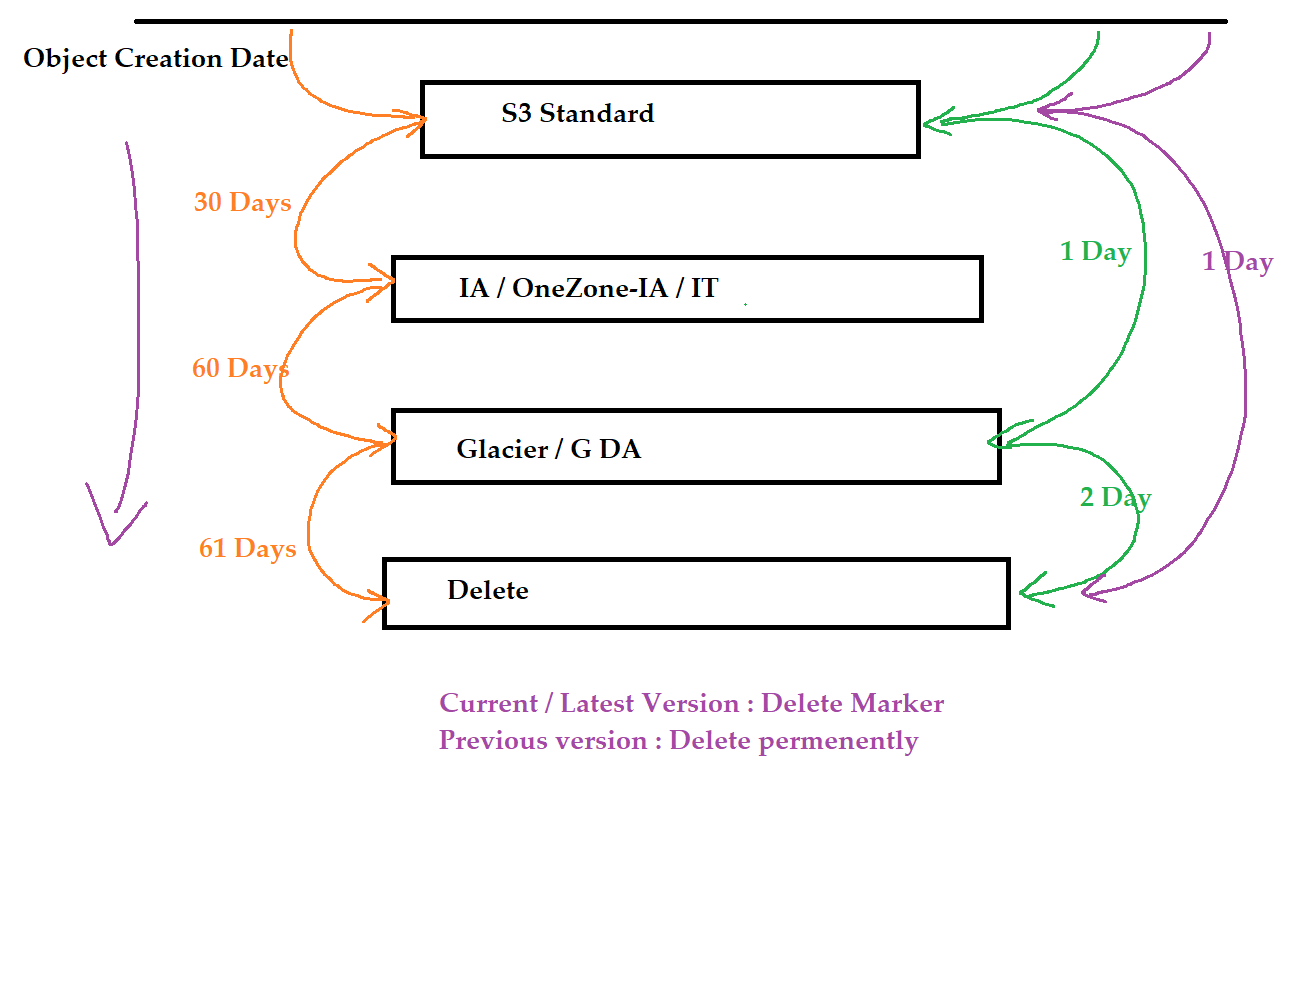 Object Creation Date
S3 Standard
30 Days
1 Day
1 Day
IA / OneZone-IA / IT
60 Days
Glacier / G DA
2 Day
61 Days
Delete
Current / Latest Version : Delete Marker
Previous version : Delete permenently